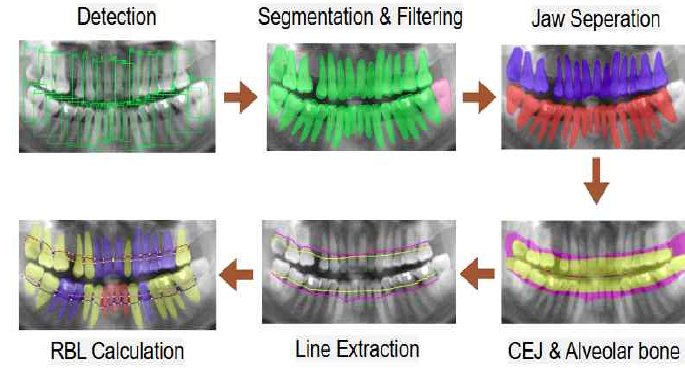 Detection
Segmentation & Filtering
Jaw Seperation
RBL Calculation
Line Extraction
CEJ & Alveolar bone